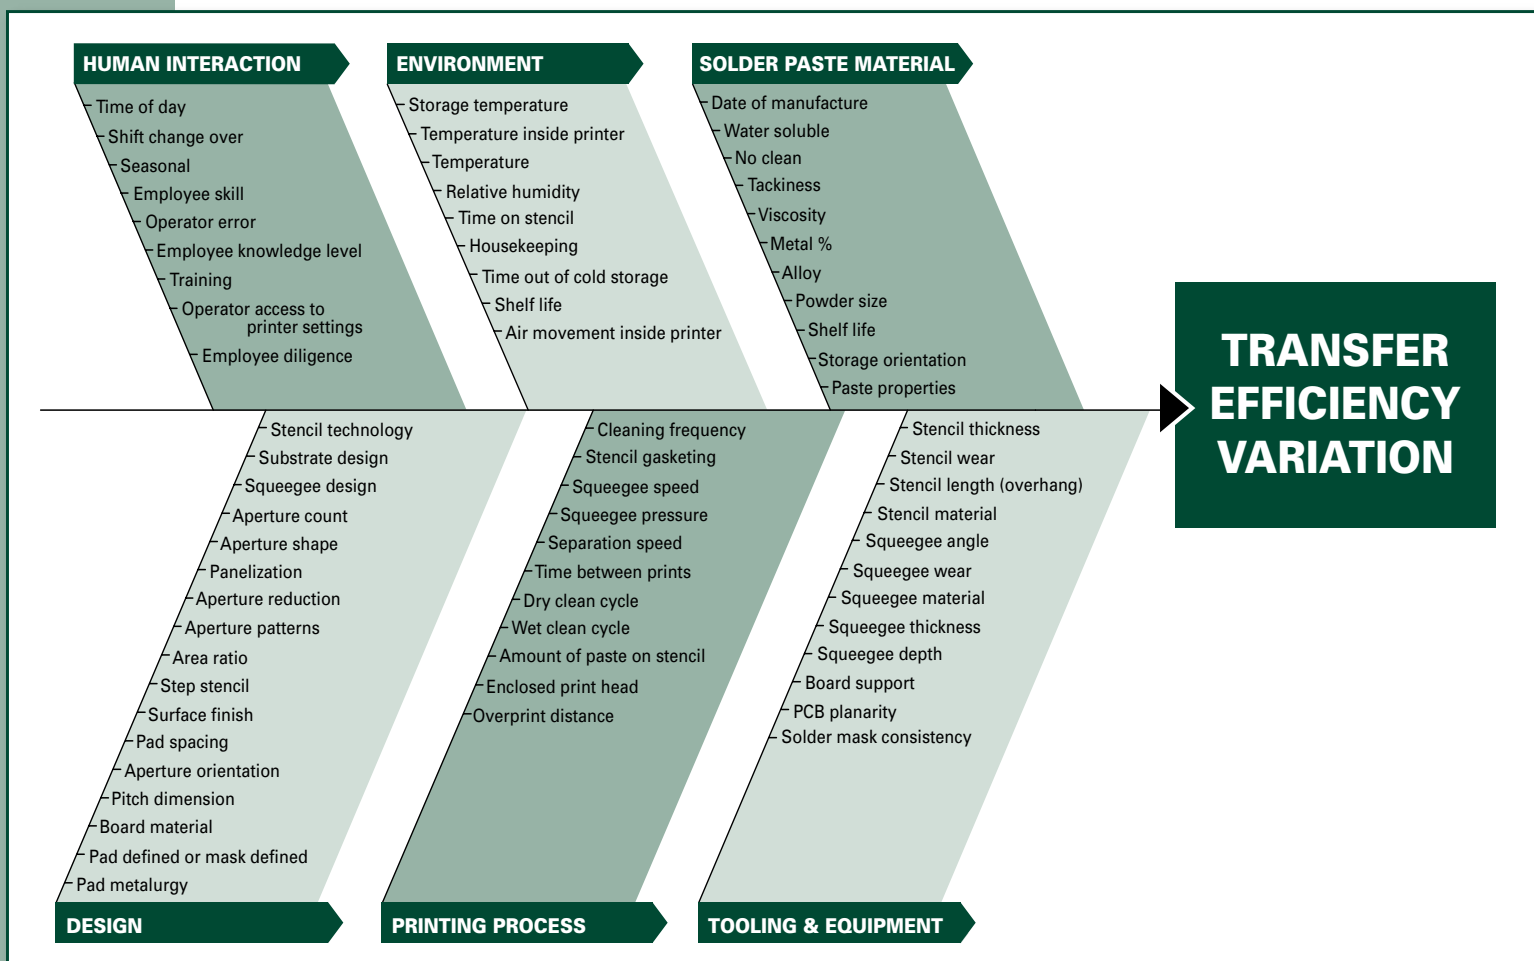 HUMAN INTERACTION
Time of day
Shift change over
Seasonal
Employee skill
Operator error
Employee knowledge level
Training
Operator access to
printer settings
Employee diligence
ENVIRONMENT
Storage temperature
Temperature inside printer
Temperature
Relative humidity
Time on stencil
Housekeeping
Time out of cold storage
Shelf life
Air movement inside printer
SOLDER PASTE MATERIAL
Date of manufacture
Water soluble
No clean
Tackiness
Viscosity
Metal %
Alloy
Powder size
Shelf life
Storage orientation
Paste properties
TRANSFER
EFFICIENCY
VARIATION
Stencil technology
Substrate design
Squeegee design
Aperture count
Aperture shape
Panelization
Aperture reduction
Aperture patterns
Area ratio
Step stencil
Surface finish
Pad spacing
Aperture orientation
Pitch dimension
Board material
Pad defined or mask defined
Pad metalurgy
DESIGN
Cleaning frequency
Stencil gasketing
Squeegee speed
Squeegee pressure
Separation speed
Time between prints
Dry clean cycle
Wet clean cycle
Amount of paste on stencil
Enclosed print head
Overprint distance
PRINTING PROCESS
Stencil thickness
Stencil wear
Stencil length (overhang)
Stencil material
Squeegee angle
Squeegee wear
Squeegee material
Squeegee thickness
Squeegee depth
Board support
PCB planarity
Solder mask consistency
TOOLING & EQUIPMENT